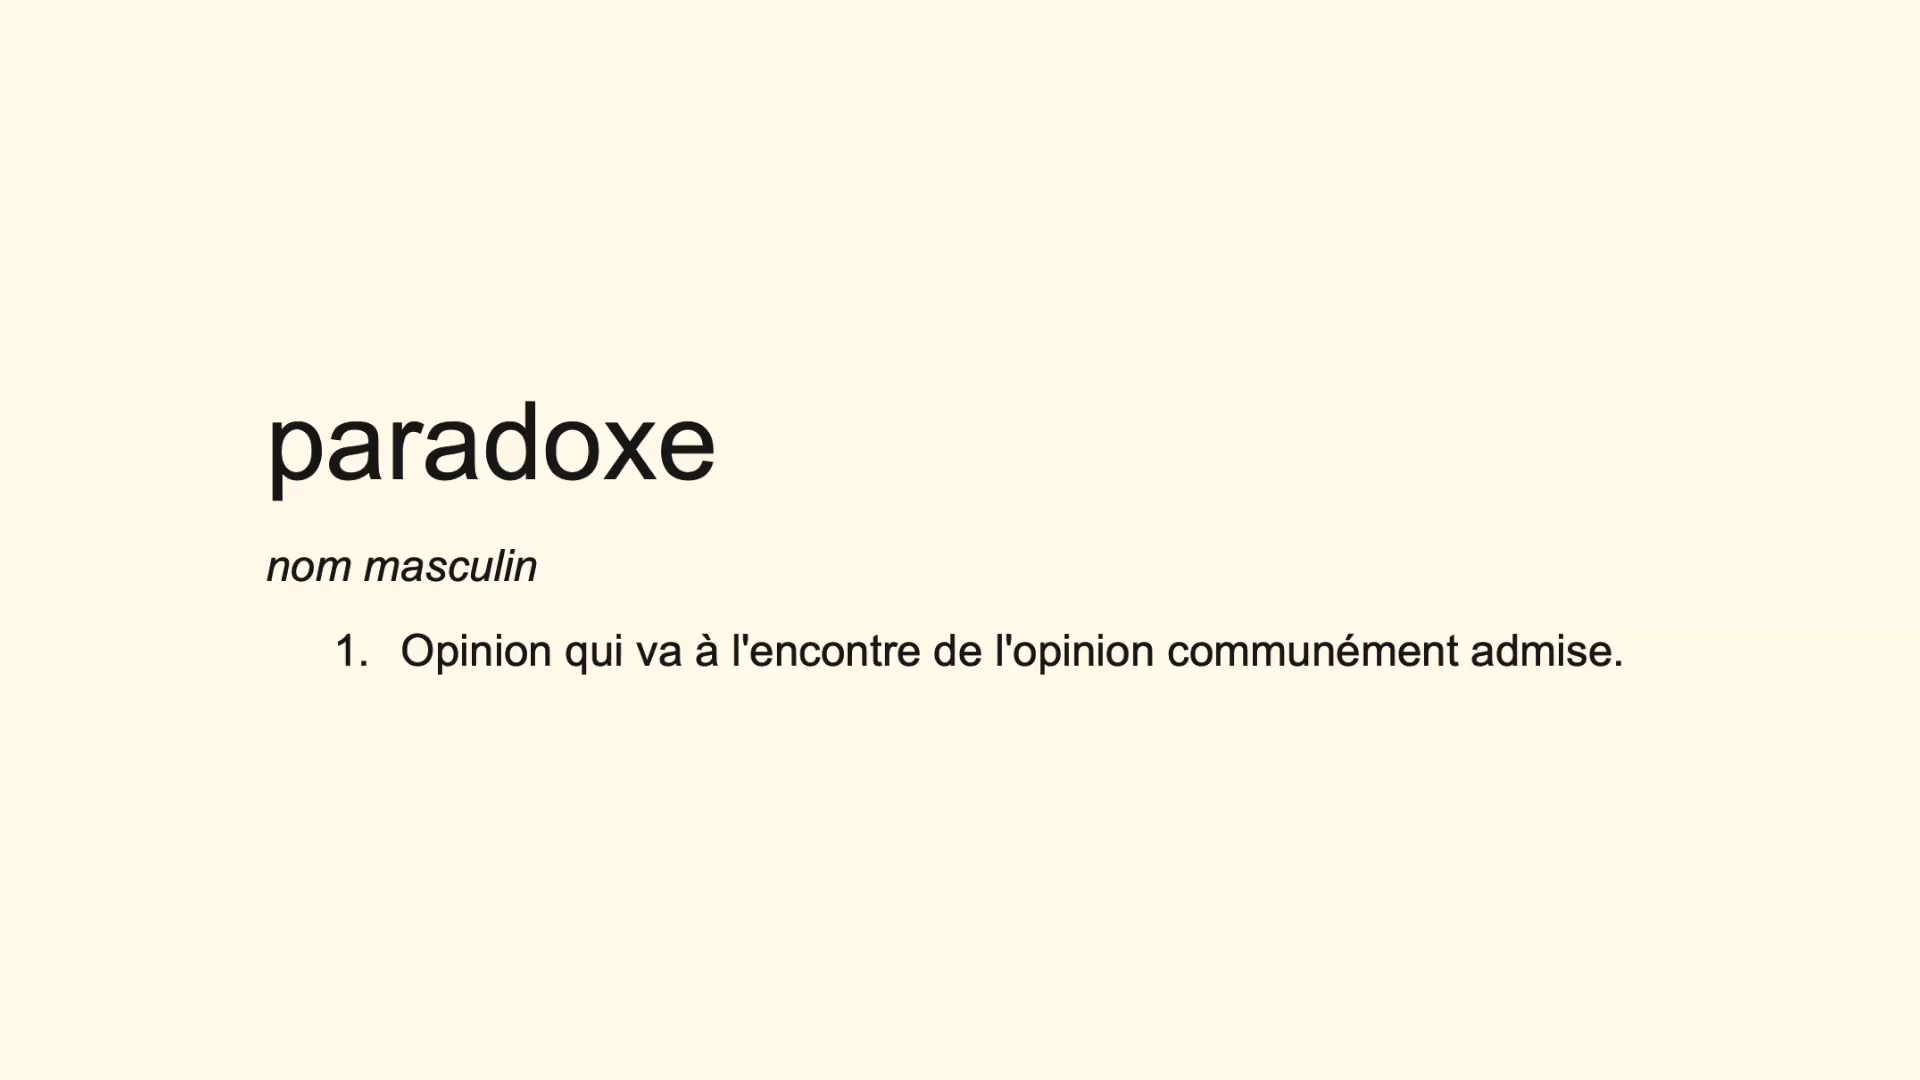 paradoxe
nom masculin
1. Opinion qui va à l'encontre de l'opinion communément admise.